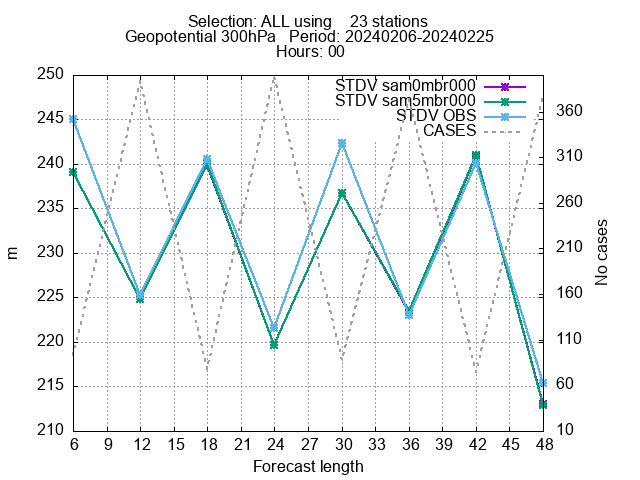 Selection: ALL using    23 stations
Geopotential 300hPa   Period: 20240206-20240225
Hours: 00
STDV sam0mbr000
STDV sam5mbr000
STDV OBS
CASES
250
245
240
235
230
225
220
215
210
m
360
310
260
210
160
110
60
10
No cases
6 9 12 15 18 21 24 27 30 33 36 39 42 45 48
Forecast length